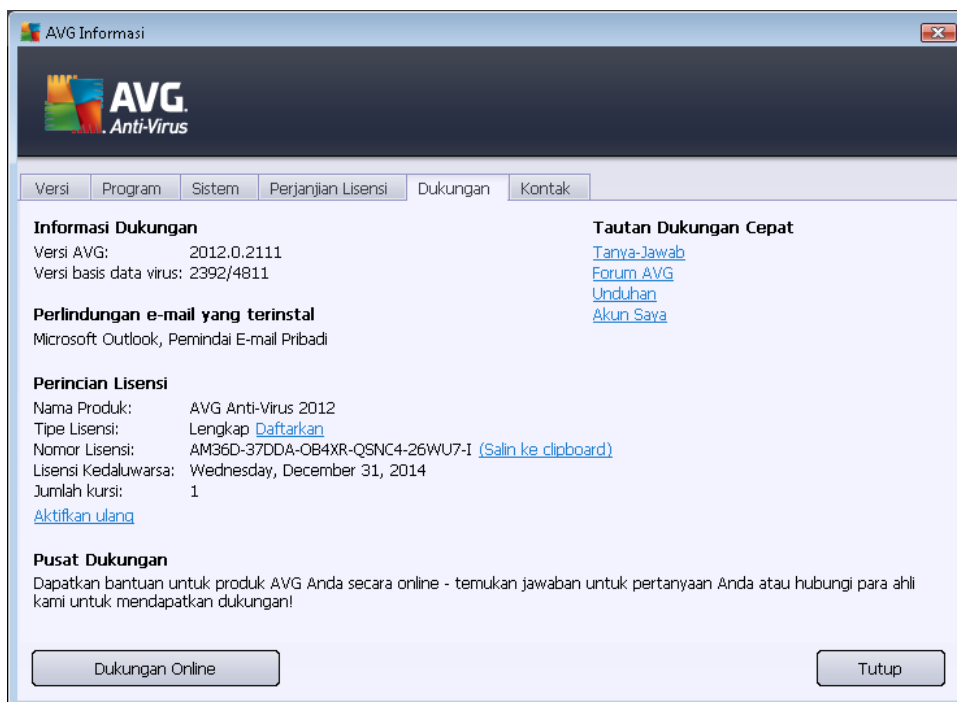 AVG Informasi
AVG.
Anti-Virus
Versi Program Sistem Perjanjian Lisensi Dukungan Kontak
Informasi Dukungan
Versi AVG: 2012.0.2111
Versi basis data virus: 2392/4811
Perlindungan e-mail yang terinstal
Microsoft Outlook, Pemindai E-mail Pribadi
Perincian Lisensi
Nama Produk: AVG Anti-Virus 2012
Tipe Lisensi: Lengkap Daftarkan
Nomor Lisensi: AM36D-37DDA-OB4XR-QSNC4-26WU7-I (Salin ke clipboard)
Lisensi Kedaluwarsa: Wednesday, December 31, 2014
Jumlah kursi: 1
Aktifkan ulang
Tautan Dukungan Cepat
Tanya-Jawab
Forum AVG
Unduhan
Akun Saya
Pusat Dukungan
Dapatkan bantuan untuk produk AVG Anda secara online - temukan jawaban untuk pertanyaan Anda atau hubungi para ahli
kami untuk mendapatkan dukungan!
Dukungan Online
Tutup